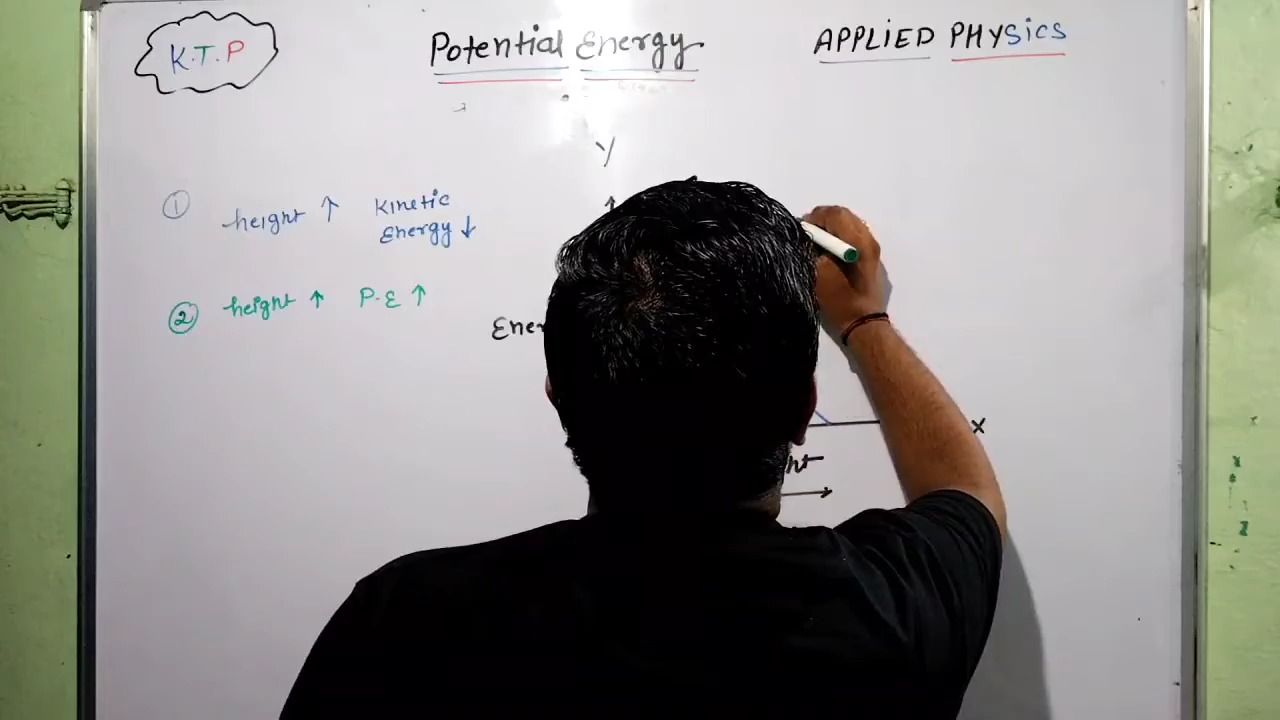 K.T.P
Potential Energy
APPLIED PHYSICS
① height ↑ Kinetic
Energy ↓
② height ↑ P.E ↑
Y
X